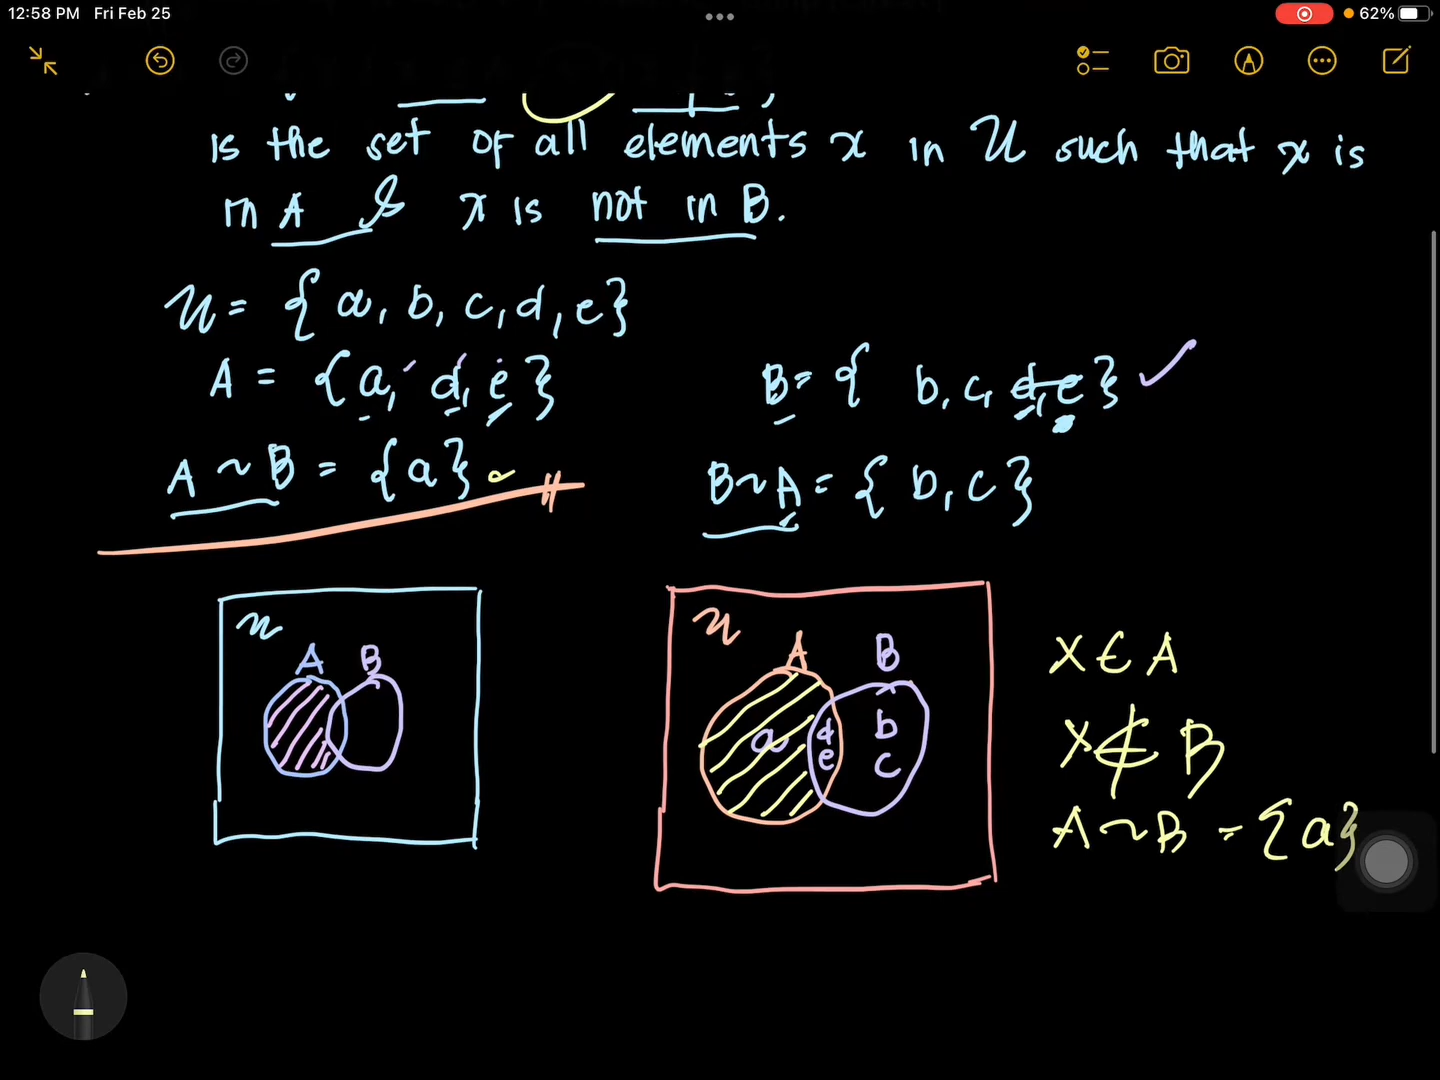 12:58 PM Fri Feb 25
62%
is the set of all elements x in U such that x is
in A & x is not in B.
U = { a, b, c, d, e}
A = {a, d, e}
B = { b, c, d, e}
A ~ B = {a}
B ~ A = { b, c}
U
A B
U
A B
a d e b c
x ∈ A
x ∉ B
A ~ B = {a}